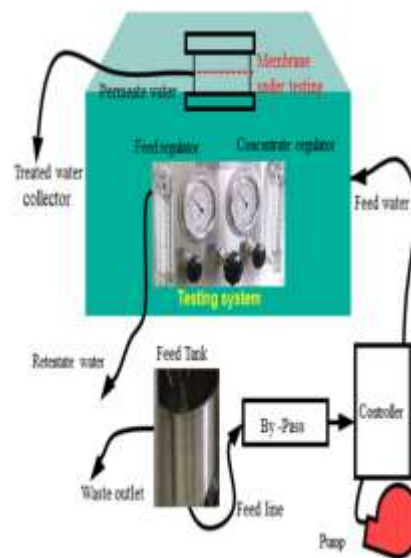 Membrane
under testing
Permeate water
Feed regulator
Concentrate regulator
Treated water
collector
Feed water
Testing system
Retestate water
Feed Tank
By -Pass
Controller
Waste outlet
Feed line
Pump